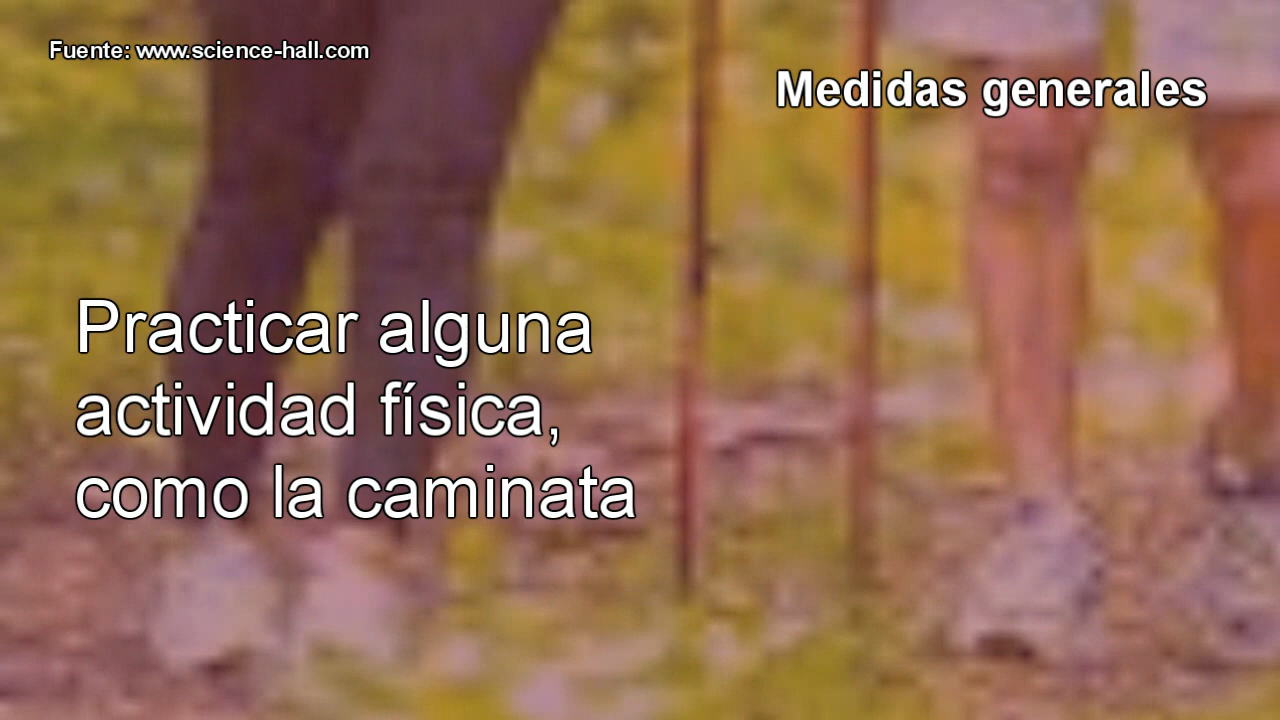 Fuente: www.science-hall.com
Medidas generales
Practicar alguna
actividad física,
como la caminata